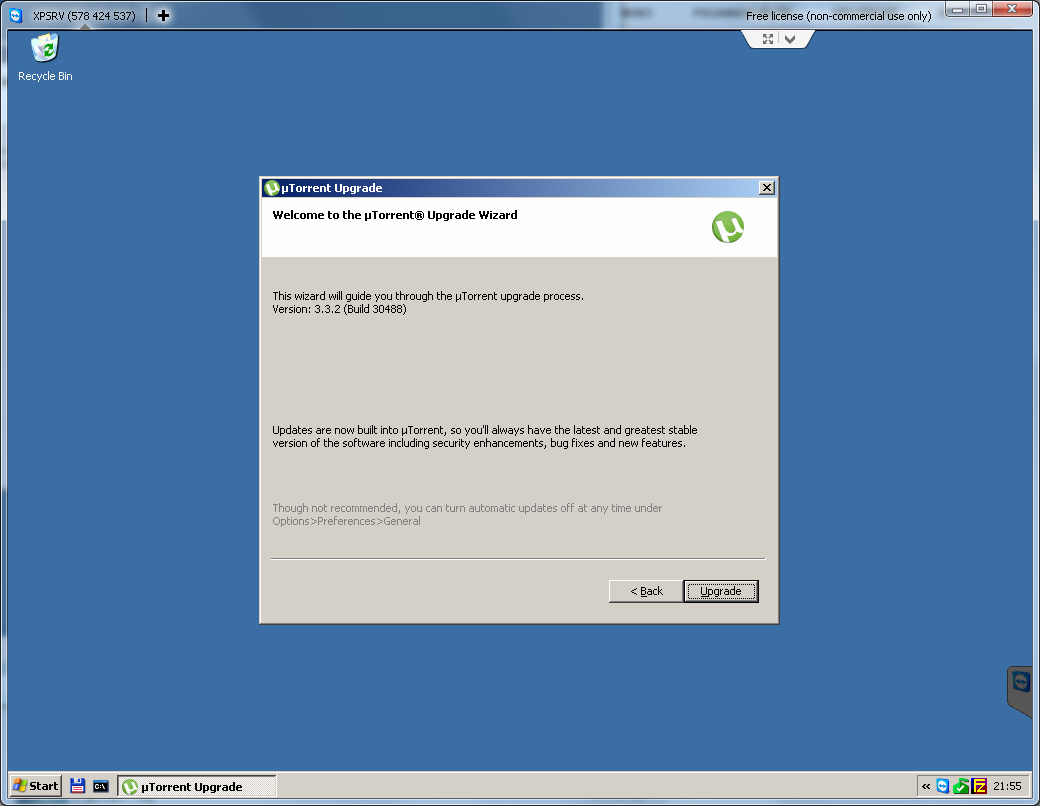 XPSRV (578 424 537)
Free license (non-commercial use only)
Recycle Bin
µTorrent Upgrade
Welcome to the µTorrent® Upgrade Wizard
This wizard will guide you through the µTorrent upgrade process.
Version: 3.3.2 (Build 30488)
Updates are now built into µTorrent, so you'll always have the latest and greatest stable
version of the software including security enhancements, bug fixes and new features.
Though not recommended, you can turn automatic updates off at any time under
Options>Preferences>General
< Back
Upgrade
Start
C:\
µTorrent Upgrade
«
21:55